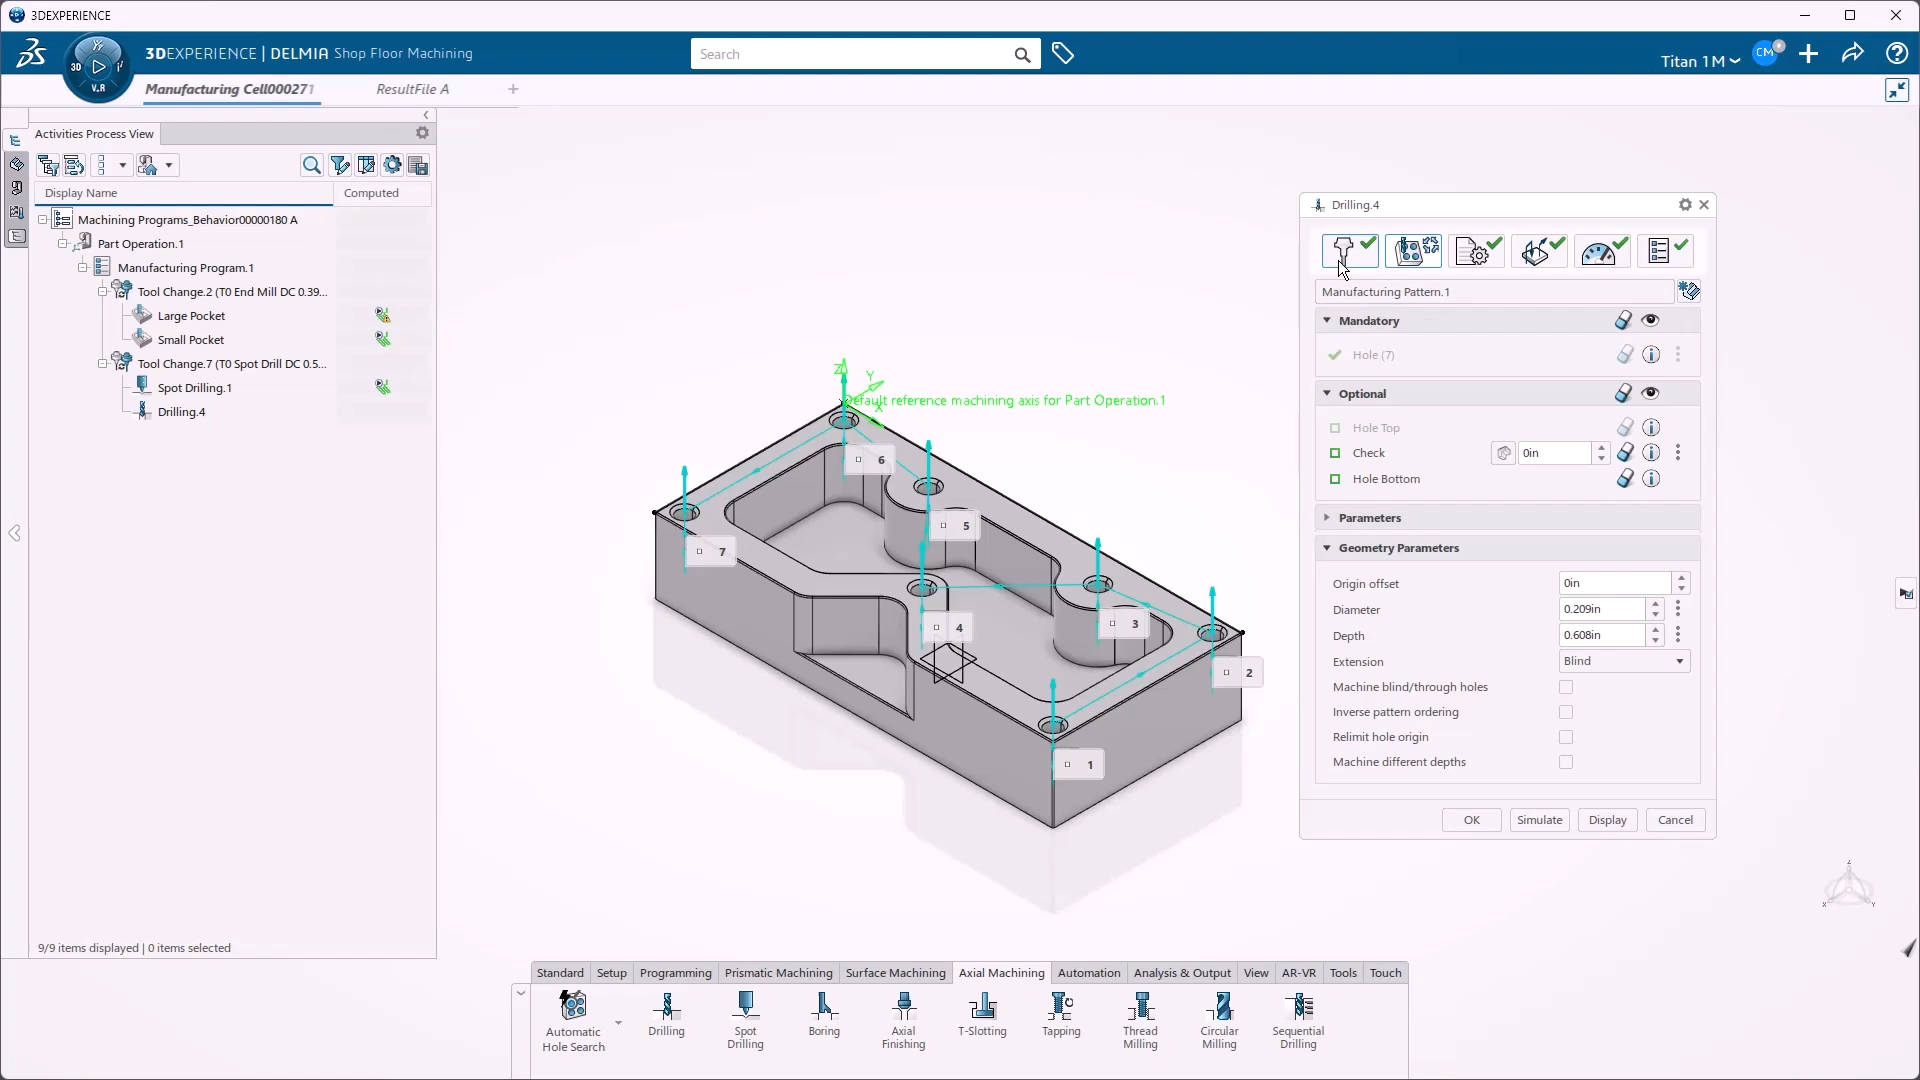 3DEXPERIENCE
3DEXPERIENCE | DELMIA Shop Floor Machining
Search
Titan 1 M
CM
3D
V.R
Manufacturing Cell000271
ResultFile A
+
Activities Process View
Display Name
Computed
Machining Programs_Behavior00000180 A
Part Operation.1
Manufacturing Program.1
Tool Change.2 (T0 End Mill DC 0.39...
Large Pocket
Small Pocket
Tool Change.7 (T0 Spot Drill DC 0.5...
Spot Drilling.1
Drilling.4
9/9 items displayed | 0 items selected
Z
Y
X
Default reference machining axis for Part Operation.1
6
5
7
4
3
2
1
Drilling.4
Manufacturing Pattern.1
Mandatory
Hole (7)
Optional
Hole Top
Check
0in
Hole Bottom
Parameters
Geometry Parameters
Origin offset
0in
Diameter
0.209in
Depth
0.608in
Extension
Blind
Machine blind/through holes
Inverse pattern ordering
Relimit hole origin
Machine different depths
OK
Simulate
Display
Cancel
Z
X
Y
Standard
Setup
Programming
Prismatic Machining
Surface Machining
Axial Machining
Automation
Analysis & Output
View
AR-VR
Tools
Touch
Automatic
Hole Search
Drilling
Spot
Drilling
Boring
Axial
Finishing
T-Slotting
Tapping
Thread
Milling
Circular
Milling
Sequential
Drilling